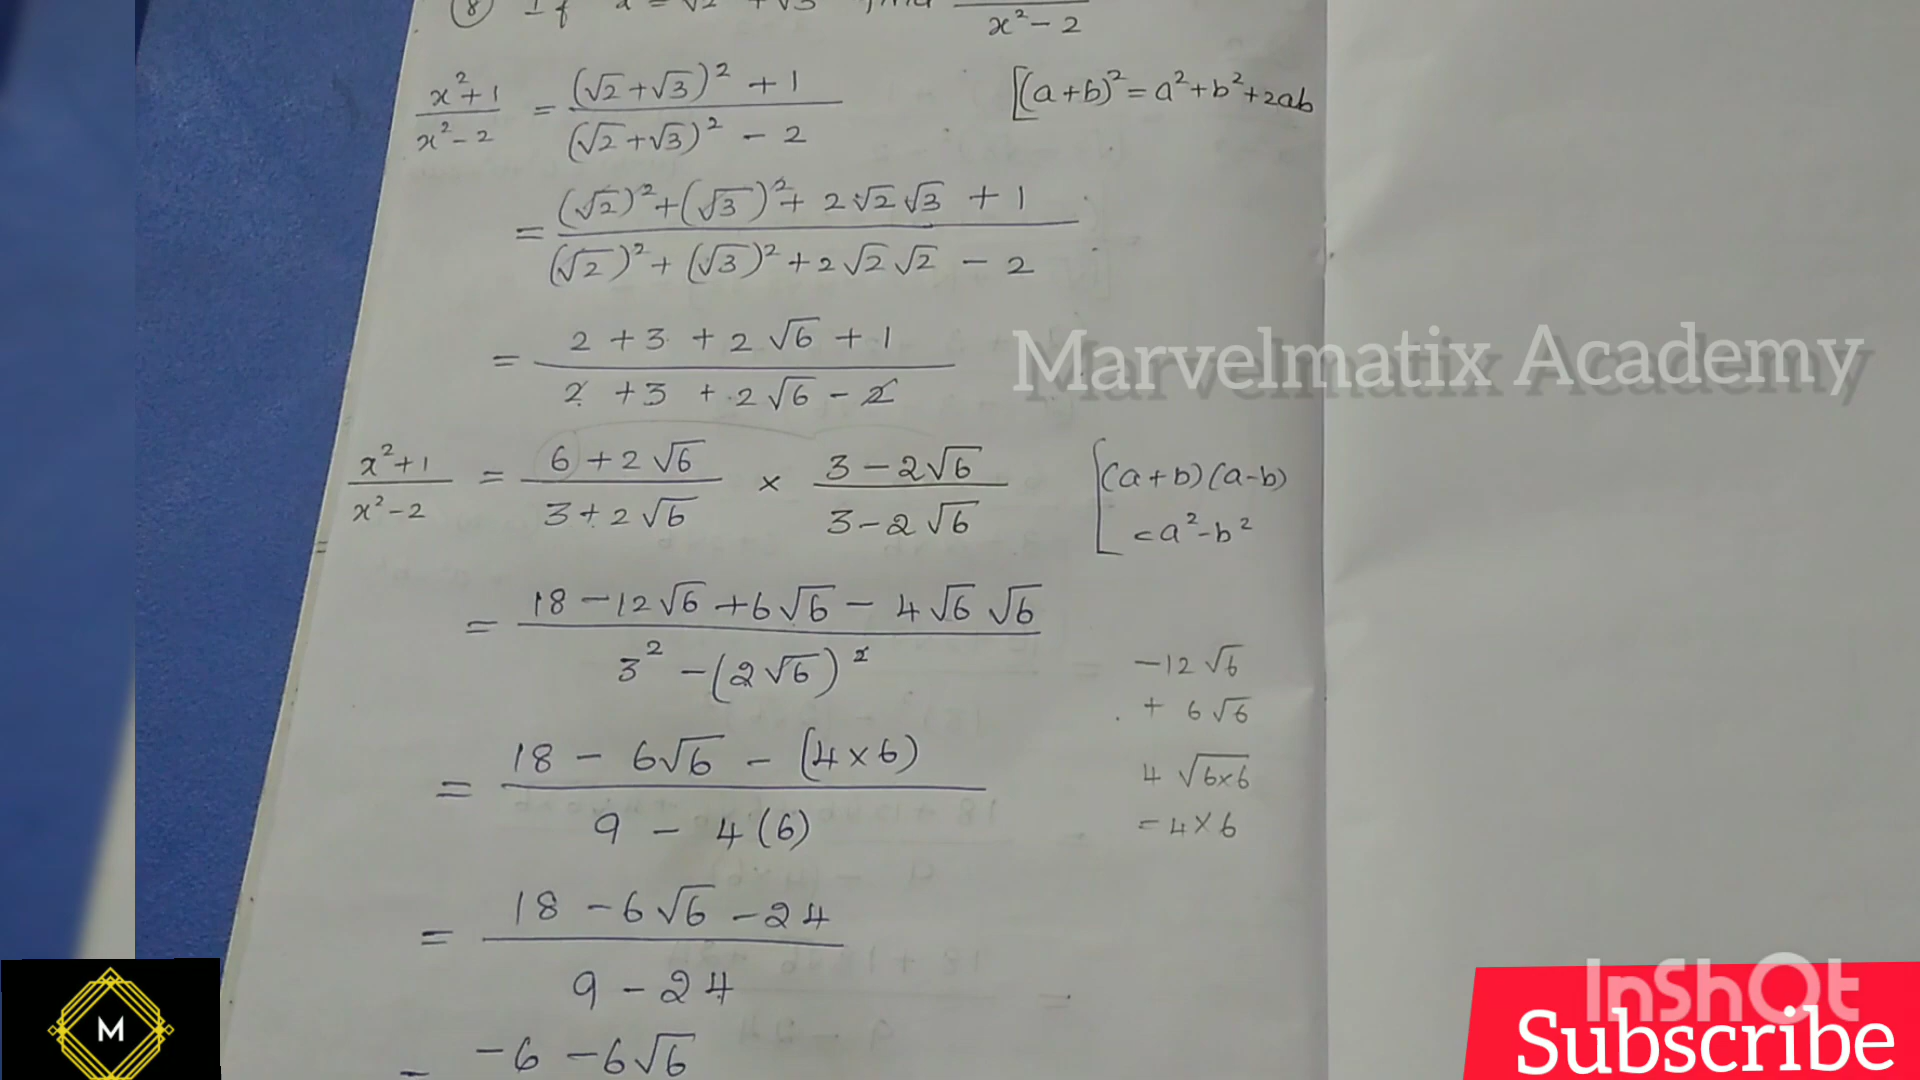 x² - 2
x²+1 / x²-2 = (√2+√3)² + 1 / (√2+√3)² - 2 [(a+b)² = a²+b²+2ab
= (√2)²+(√3)²+ 2√2√3 + 1 / (√2)²+ (√3)² + 2√2√2 - 2
= 2 + 3 + 2√6 + 1 / 2 + 3 + 2√6 - 2
Marvelmatix Academy
x²+1 / x²-2 = 6+2√6 / 3+2√6 × 3-2√6 / 3-2√6 [(a+b)(a-b)
= a²-b²
= 18 - 12√6 + 6√6 - 4√6√6 / 3² - (2√6)²
-12√6
+ 6√6
= 18 - 6√6 - (4×6) / 9 - 4(6)
4√6×6
= 4×6
= 18 - 6√6 - 24 / 9 - 24
-6 - 6√6
M
InShOt
Subscribe